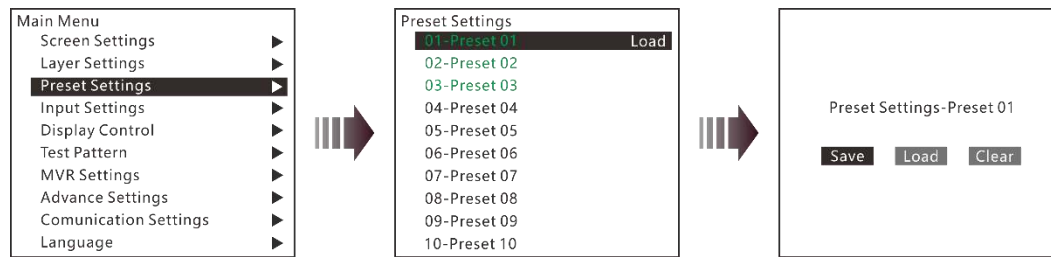 Main Menu
Screen Settings
Layer Settings
Preset Settings
Input Settings
Display Control
Test Pattern
MVR Settings
Advance Settings
Comunication Settings
Language
Preset Settings
01-Preset 01 Load
02-Preset 02
03-Preset 03
04-Preset 04
05-Preset 05
06-Preset 06
07-Preset 07
08-Preset 08
09-Preset 09
10-Preset 10
Preset Settings-Preset 01
Save Load Clear